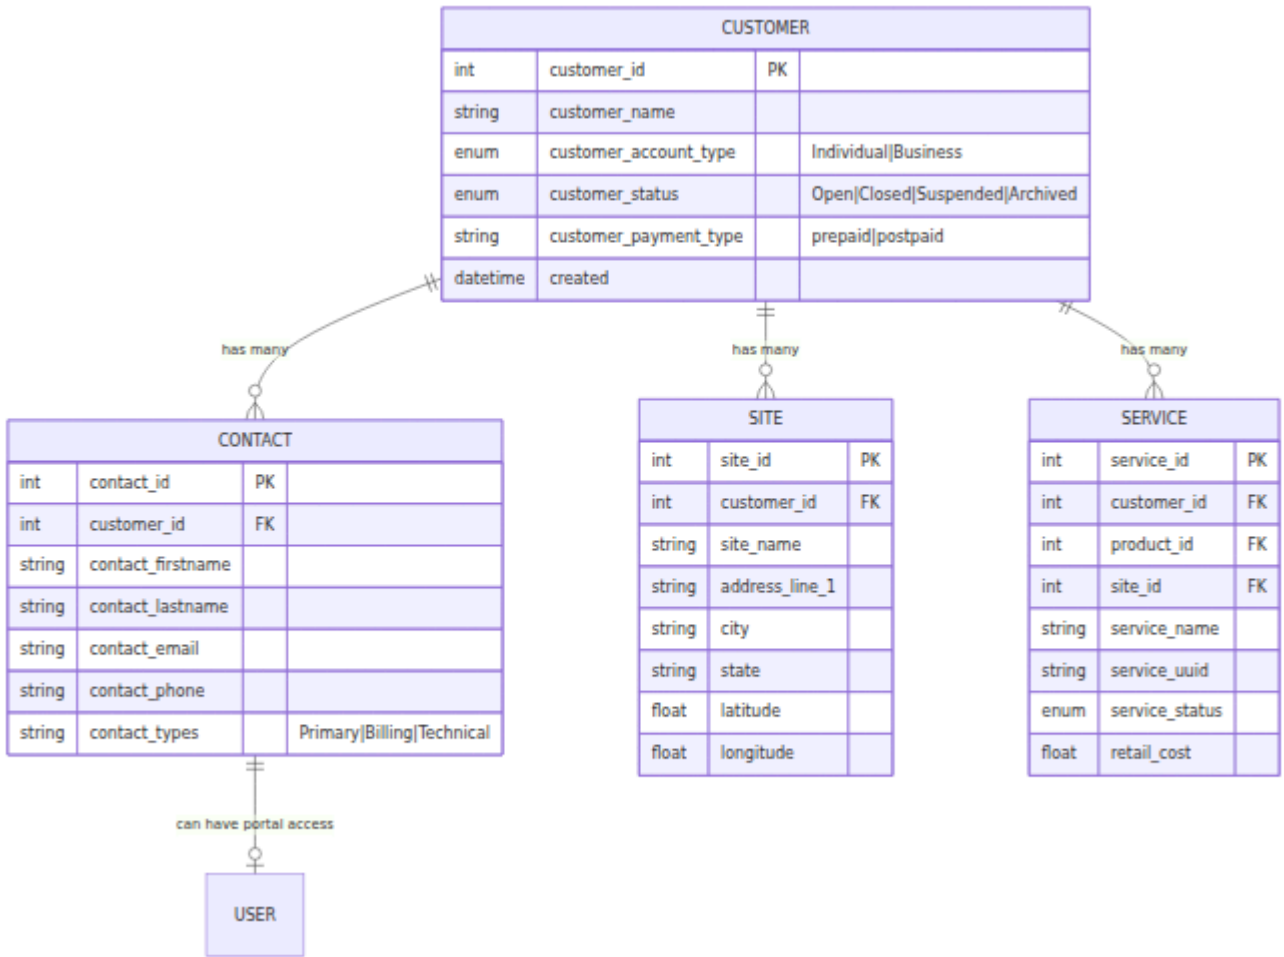 CUSTOMER
int customer_id PK
string customer_name
enum customer_account_type Individual|Business
enum customer_status Open|Closed|Suspended|Archived
string customer_payment_type prepaid|postpaid
datetime created
has many
has many
has many
CONTACT
int contact_id PK
int customer_id FK
string contact_firstname
string contact_lastname
string contact_email
string contact_phone
string contact_types Primary|Billing|Technical
SITE
int site_id PK
int customer_id FK
string site_name
string address_line_1
string city
string state
float latitude
float longitude
SERVICE
int service_id PK
int customer_id FK
int product_id FK
int site_id FK
string service_name
string service_uuid
enum service_status
float retail_cost
can have portal access
USER